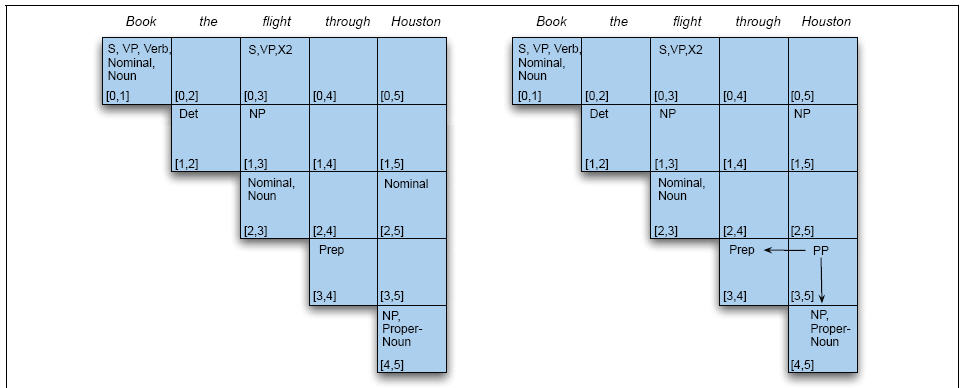 Book the flight through Houston
S, VP, Verb, Nominal, Noun [0,1]
[0,2]
S,VP,X2 [0,3]
[0,4]
[0,5]
Det [1,2]
NP [1,3]
[1,4]
[1,5]
Nominal, Noun [2,3]
[2,4]
Nominal [2,5]
Prep [3,4]
[3,5]
NP, Proper-Noun [4,5]
Book the flight through Houston
S, VP, Verb, Nominal, Noun [0,1]
[0,2]
S,VP,X2 [0,3]
[0,4]
[0,5]
Det [1,2]
NP [1,3]
[1,4]
NP [1,5]
Nominal, Noun [2,3]
[2,4]
[2,5]
Prep [3,4]
PP [3,5]
NP, Proper-Noun [4,5]